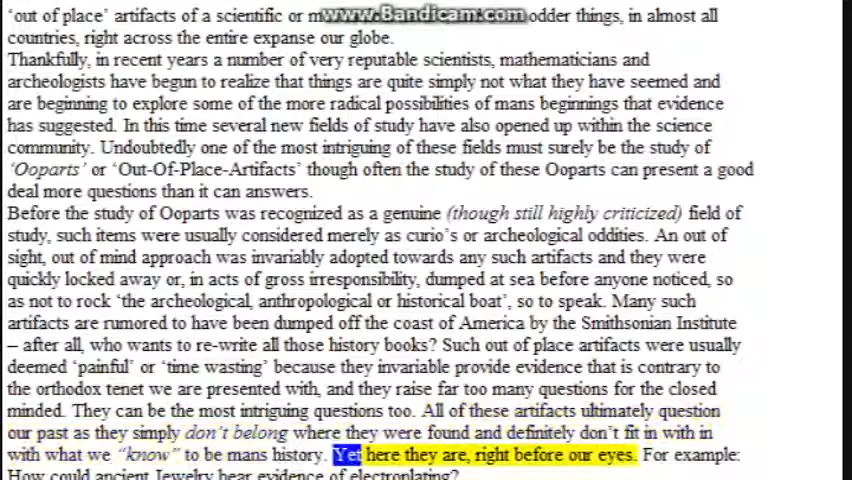 'out of place' artifacts of a scientific or m www.Bandicam.com odder things, in almost all
countries, right across the entire expanse our globe.
Thankfully, in recent years a number of very reputable scientists, mathematicians and
archeologists have begun to realize that things are quite simply not what they have seemed and
are beginning to explore some of the more radical possibilities of mans beginnings that evidence
has suggested. In this time several new fields of study have also opened up within the science
community. Undoubtedly one of the most intriguing of these fields must surely be the study of
'Ooparts' or 'Out-Of-Place-Artifacts' though often the study of these Ooparts can present a good
deal more questions than it can answers.
Before the study of Ooparts was recognized as a genuine (though still highly criticized) field of
study, such items were usually considered merely as curio's or archeological oddities. An out of
sight, out of mind approach was invariably adopted towards any such artifacts and they were
quickly locked away or, in acts of gross irresponsibility, dumped at sea before anyone noticed, so
as not to rock 'the archeological, anthropological or historical boat', so to speak. Many such
artifacts are rumored to have been dumped off the coast of America by the Smithsonian Institute
– after all, who wants to re-write all those history books? Such out of place artifacts were usually
deemed 'painful' or 'time wasting' because they invariable provide evidence that is contrary to
the orthodox tenet we are presented with, and they raise far too many questions for the closed
minded. They can be the most intriguing questions too. All of these artifacts ultimately question
our past as they simply don't belong where they were found and definitely don't fit in with in
with what we "know" to be mans history. Yet here they are, right before our eyes. For example:
How could ancient Jewelry bear evidence of electroplating?